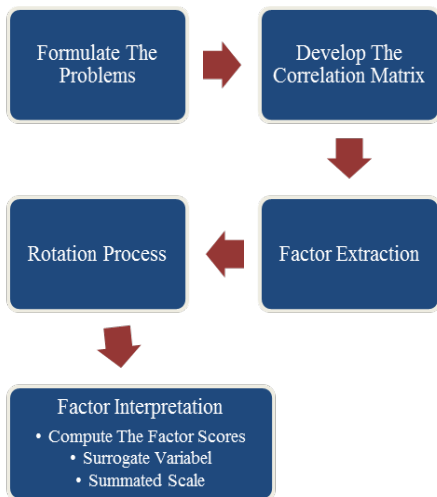 Formulate The
Problems
Develop The
Correlation Matrix
Factor Extraction
Rotation Process
Factor Interpretation
• Compute The Factor Scores
• Surrogate Variabel
• Summated Scale